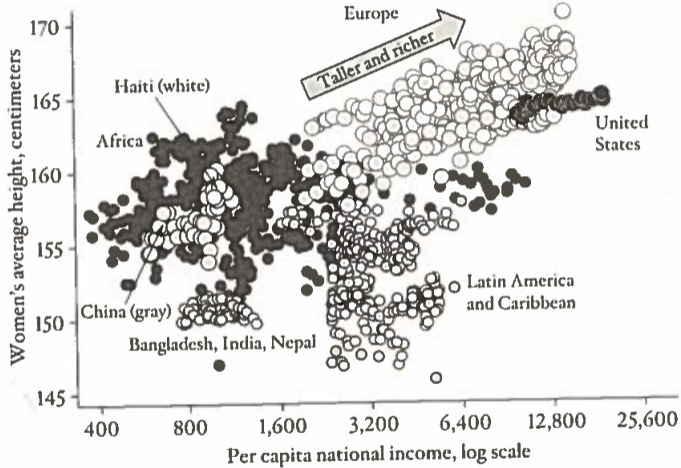 Europe
Taller and richer
170
165
160
155
150
145
Women's average height, centimeters
Haiti (white)
Africa
United
States
China (gray)
Bangladesh, India, Nepal
Latin America
and Caribbean
400
800
1,600
3,200
6,400
12,800
25,600
Per capita national income, log scale